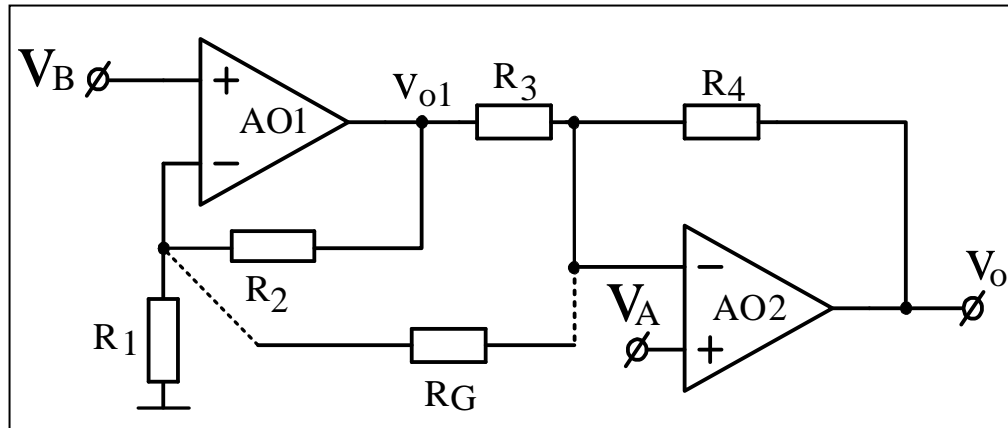 VB
+
AO1
−
vo1
R3
R4
R2
R1
RG
VA
−
AO2
+
vo